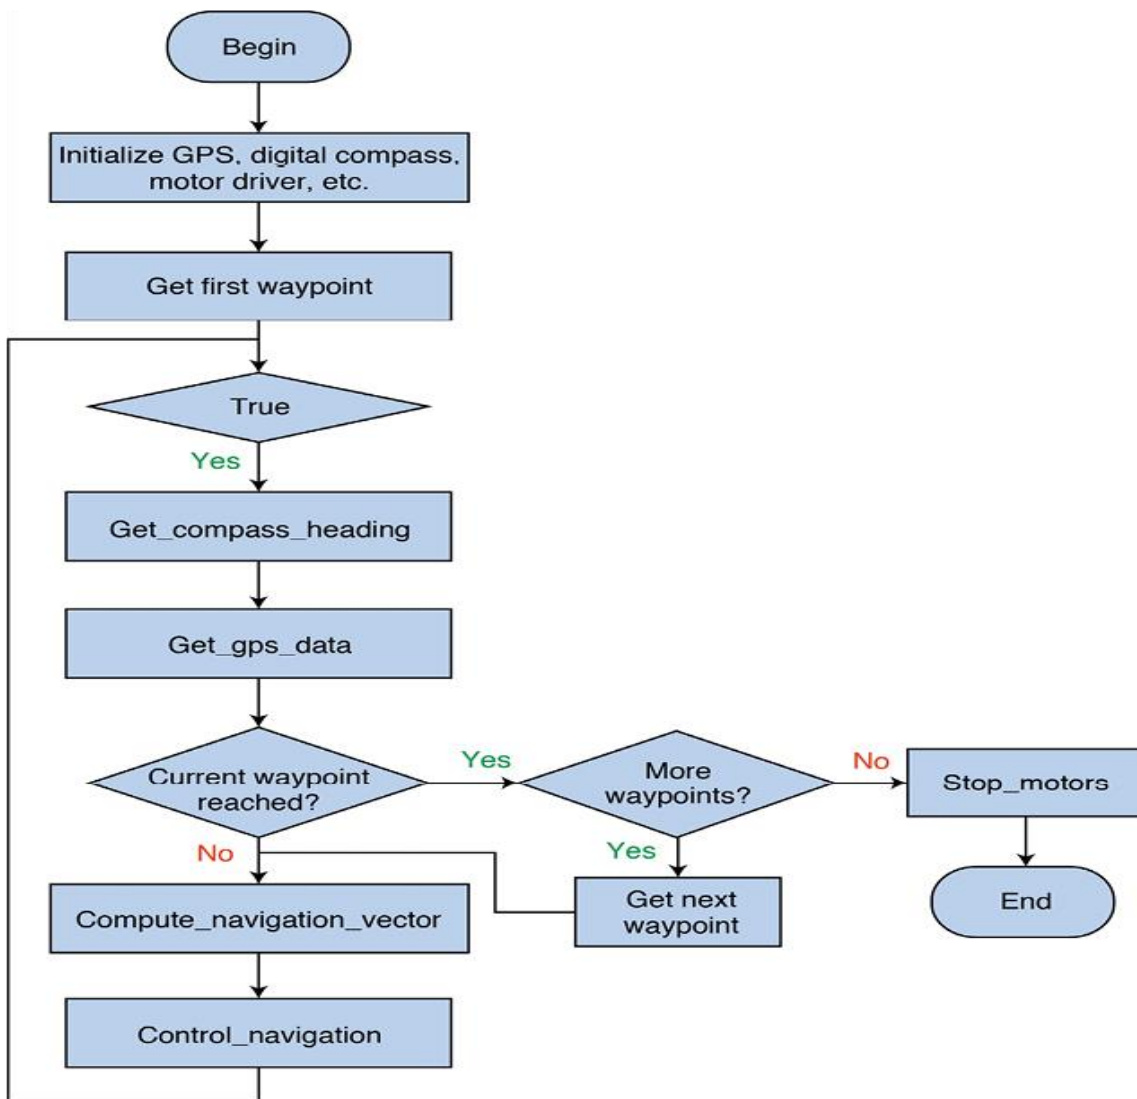 Begin
Initialize GPS, digital compass,
motor driver, etc.
Get first waypoint
True
Yes
Get_compass_heading
Get_gps_data
Current waypoint
reached?
Yes
More
waypoints?
No
Stop_motors
No
Yes
Get next
waypoint
End
Compute_navigation_vector
Control_navigation